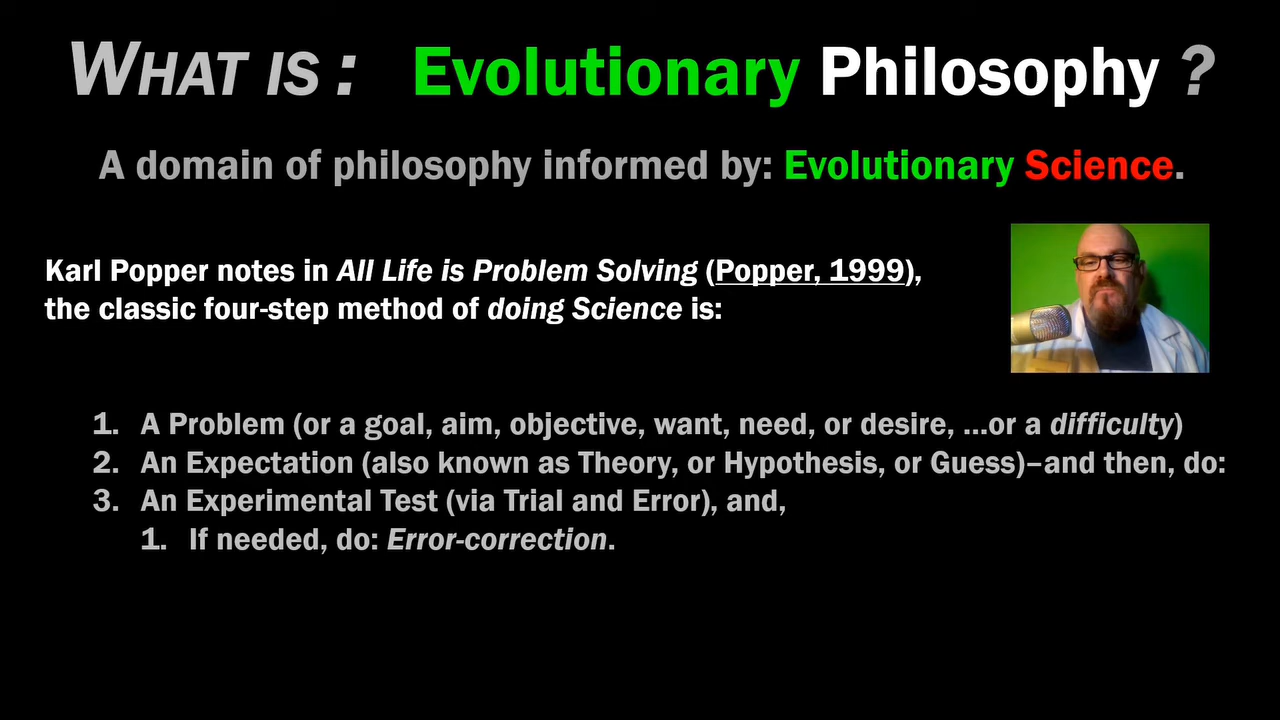 WHAT IS : Evolutionary Philosophy ?
A domain of philosophy informed by: Evolutionary Science.
Karl Popper notes in All Life is Problem Solving (Popper, 1999),
the classic four-step method of doing Science is:
1. A Problem (or a goal, aim, objective, want, need, or desire, ...or a difficulty)
2. An Expectation (also known as Theory, or Hypothesis, or Guess)–and then, do:
3. An Experimental Test (via Trial and Error), and,
1. If needed, do: Error-correction.